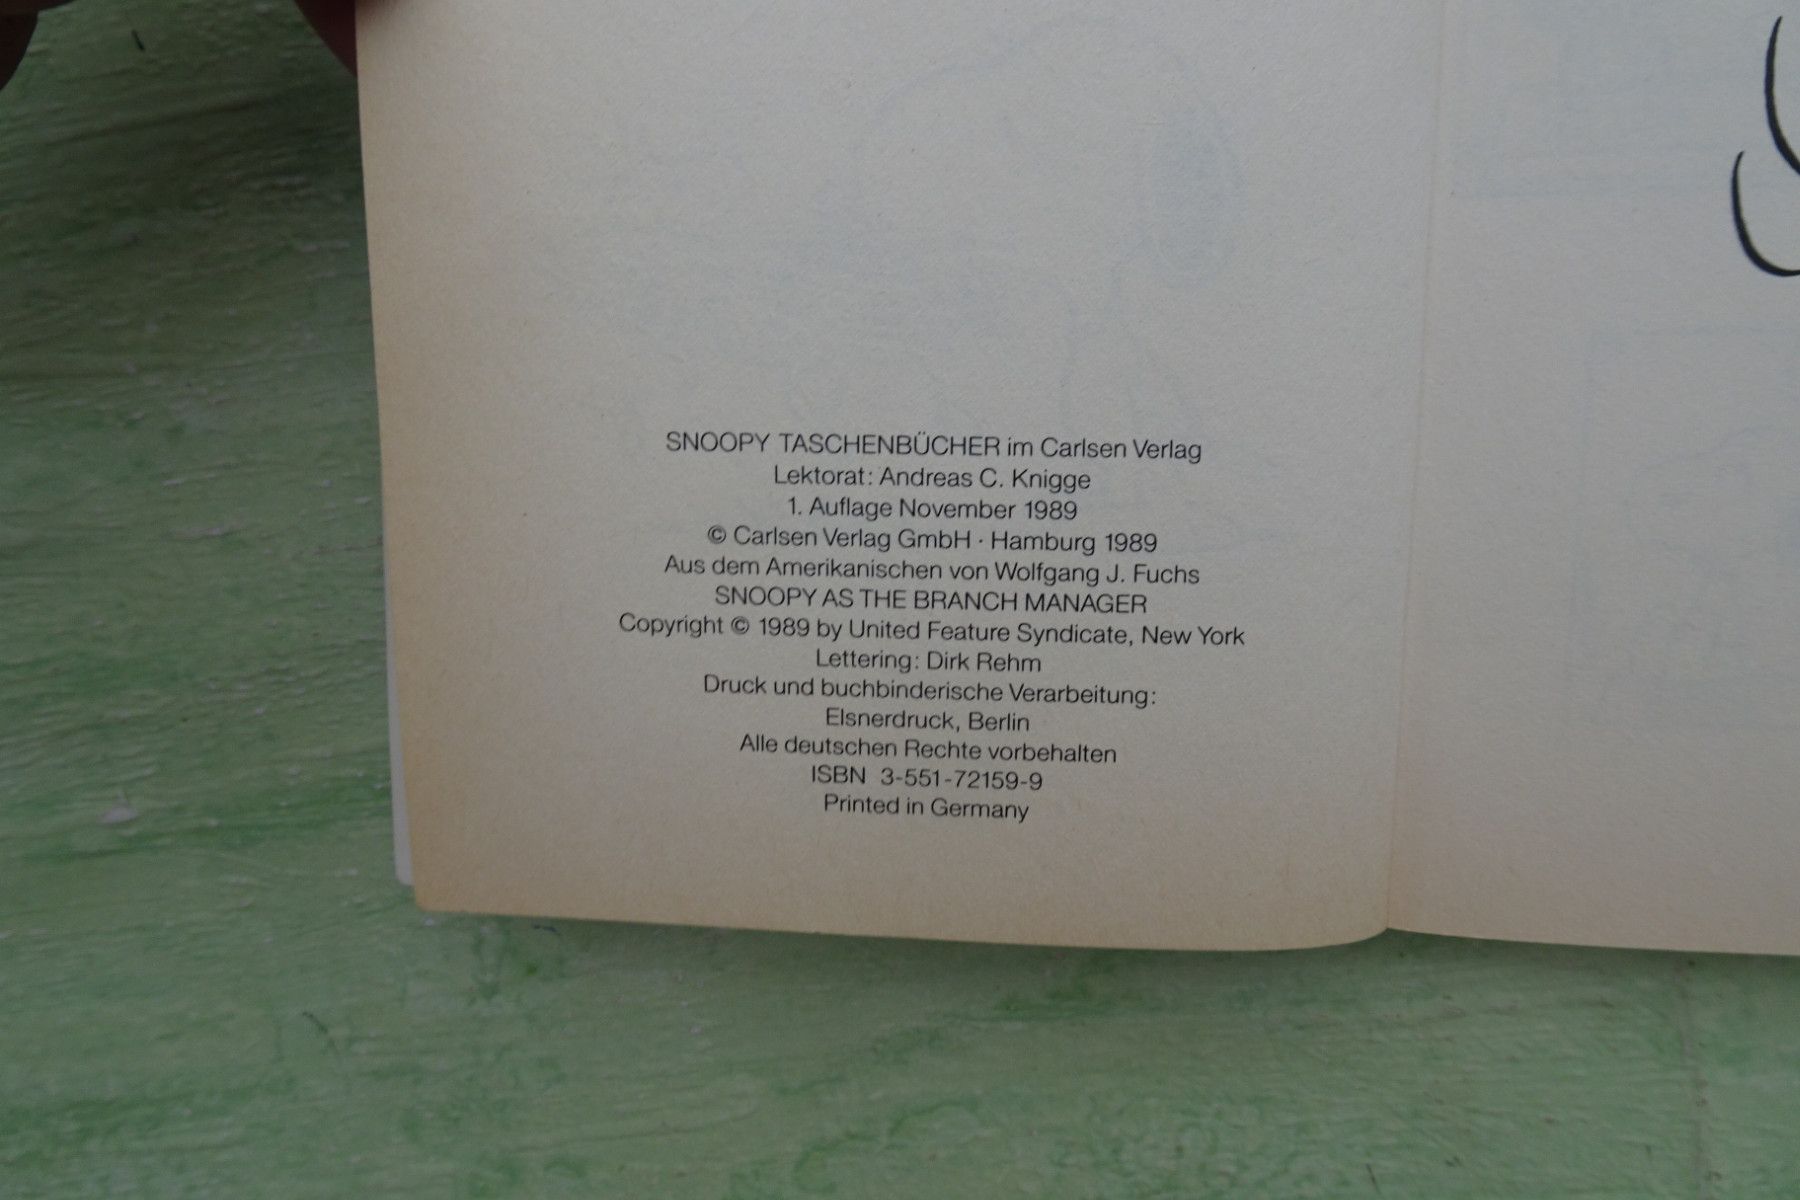 SNOOPY TASCHENBÜCHER im Carlsen Verlag
Lektorat: Andreas C. Knigge
1. Auflage November 1989
© Carlsen Verlag GmbH · Hamburg 1989
Aus dem Amerikanischen von Wolfgang J. Fuchs
SNOOPY AS THE BRANCH MANAGER
Copyright © 1989 by United Feature Syndicate, New York
Lettering: Dirk Rehm
Druck und buchbinderische Verarbeitung:
Elsnerdruck, Berlin
Alle deutschen Rechte vorbehalten
ISBN 3-551-72159-9
Printed in Germany